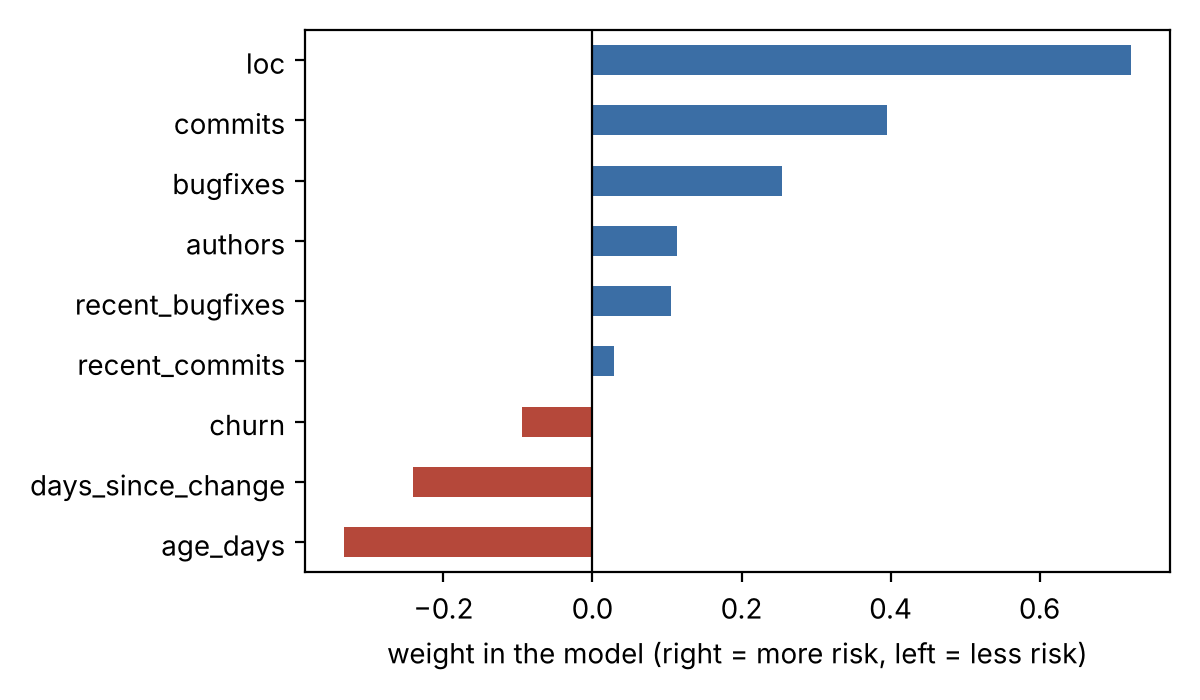 loc
commits
bugfixes
authors
recent_bugfixes
recent_commits
churn
days_since_change
age_days
−0.2 0.0 0.2 0.4 0.6
weight in the model (right = more risk, left = less risk)